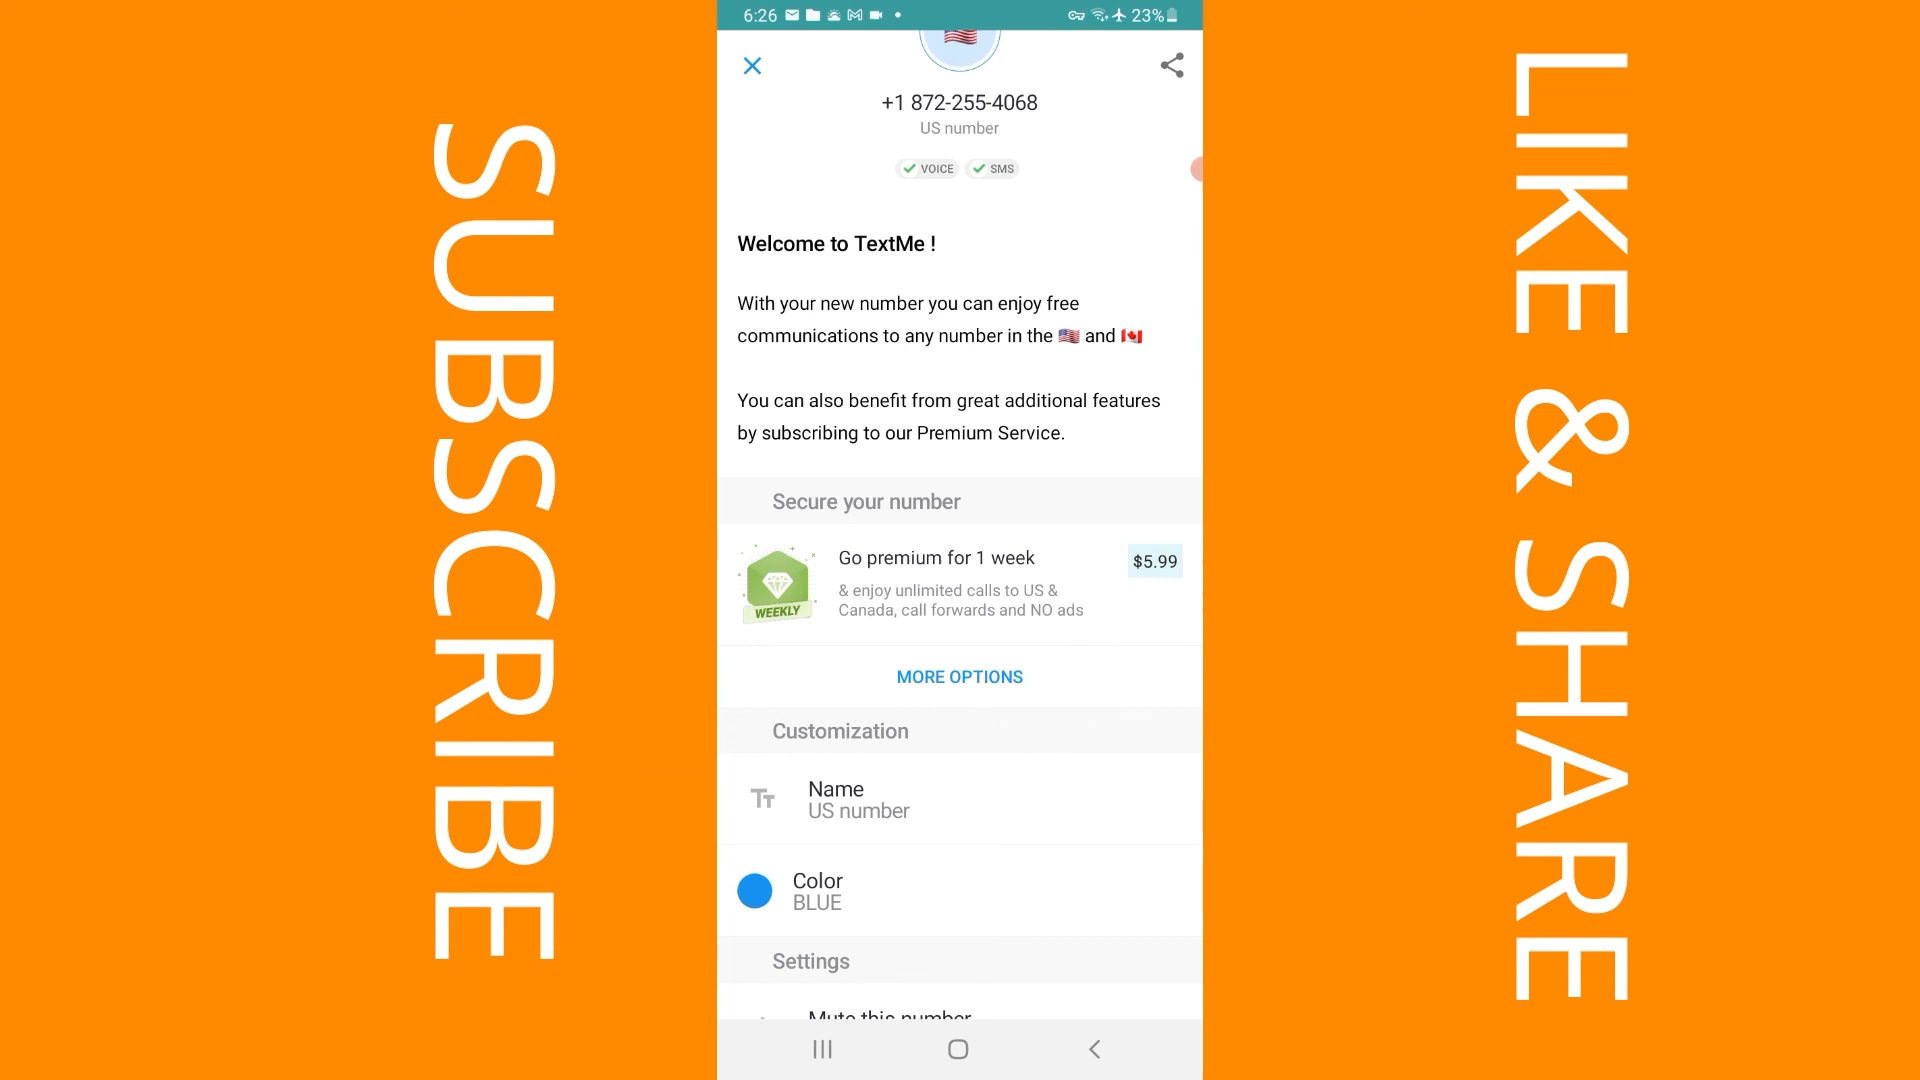 SUBSCRIBE
6:26
23%
+1 872-255-4068
US number
VOICE
SMS
Welcome to TextMe !
With your new number you can enjoy free
communications to any number in the 🇺🇸 and 🇨🇦
You can also benefit from great additional features
by subscribing to our Premium Service.
Secure your number
Go premium for 1 week
$5.99
& enjoy unlimited calls to US &
Canada, call forwards and NO ads
WEEKLY
MORE OPTIONS
Customization
Name
US number
Color
BLUE
Settings
Mute this number
LIKE & SHARE